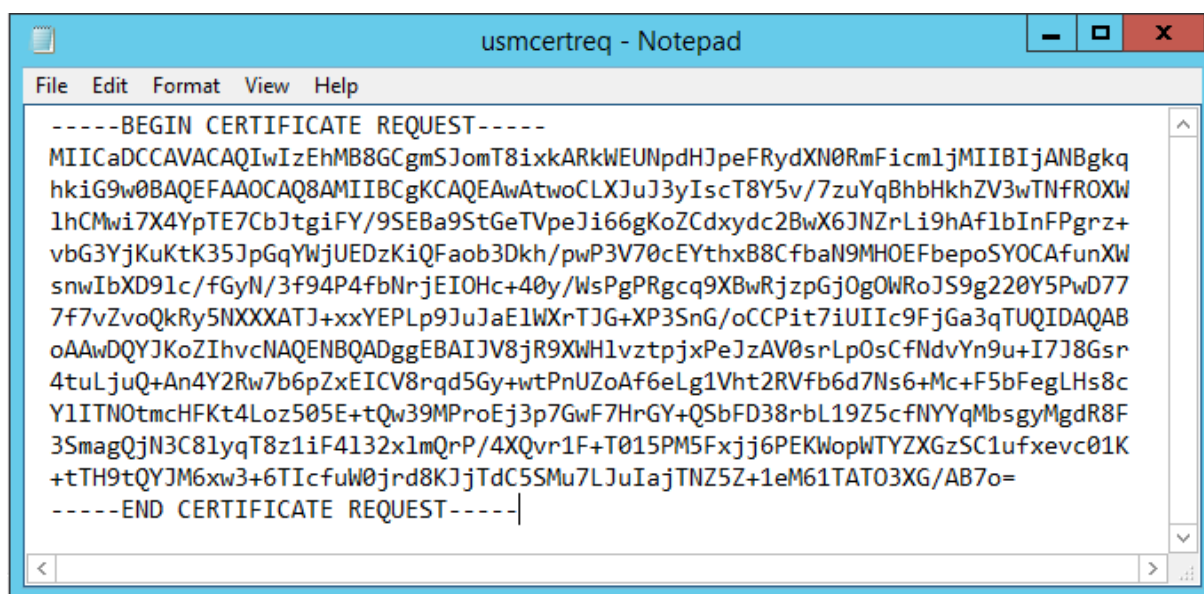 usmcertreq - Notepad
File Edit Format View Help
-----BEGIN CERTIFICATE REQUEST-----
MIICaDCCAVACAQIwIzEhMB8GCgmSJomT8ixkARkWEUNpdHJpeFRydXN0RmFicmljMIIBIjANBgkq
hkiG9w0BAQEFAAOCAQ8AMIIBCgKCAQEAwAtwoCLXJuJ3yIscT8Y5v/7zuYqBhbHkhZV3wTNfROXW
lhCMwi7X4YpTE7CbJtgiFY/9SEBa9StGeTVpeJi66gKoZCdxydc2BwX6JNZrLi9hAflbInFPgrz+
vbG3YjKuKtK35JpGqYWjUEDzKiQFaob3Dkh/pwP3V70cEYthxB8CfbaN9MHOEFbepoSYOCAfunXW
snwIbXD9lc/fGyN/3f94P4fbNrjEIOHc+40y/WsPgPRgcq9XBwRjzpGjOgOWRoJS9g220Y5PwD77
7f7vZvoQkRy5NXXXATJ+xxYEPLp9JuJaElWXrTJG+XP3SnG/oCCPit7iUIIc9FjGa3qTUQIDAQAB
oAAwDQYJKoZIhvcNAQENBQADggEBAIJV8jR9XWHlvztpjxPeJzAV0srLpOsCfNdvYn9u+I7J8Gsr
4tuLjuQ+An4Y2Rw7b6pZxEICV8rqd5Gy+wtPnUZoAf6eLg1Vht2RVfb6d7Ns6+Mc+F5bFegLHs8c
YlITNOtmcHFKt4Loz505E+tQw39MProEj3p7GwF7HrGY+QSbFD38rbL19Z5cfNYYqMbsgyMgdR8F
3SmagQjN3C8lyqT8z1iF4l32xlmQrP/4XQvr1F+T015PM5Fxjj6PEKWopWTYZXGzSC1ufxevc01K
+tTH9tQYJM6xw3+6TIcfuW0jrd8KJjTdC5SMu7LJuIajTNZ5Z+1eM61TATO3XG/AB7o=
-----END CERTIFICATE REQUEST-----